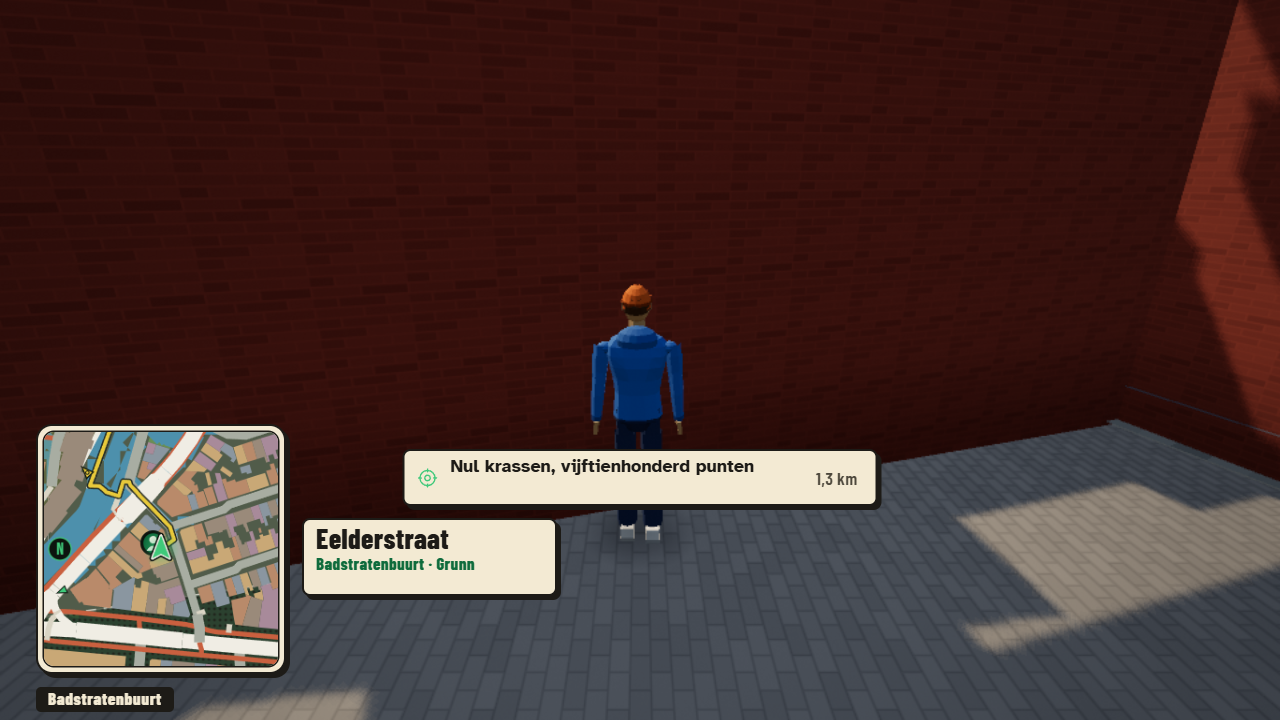 Nul krassen, vijftienhonderd punten
1,3 km
Eelderstraat
Badstratenbuurt · Grunn
N
Badstratenbuurt